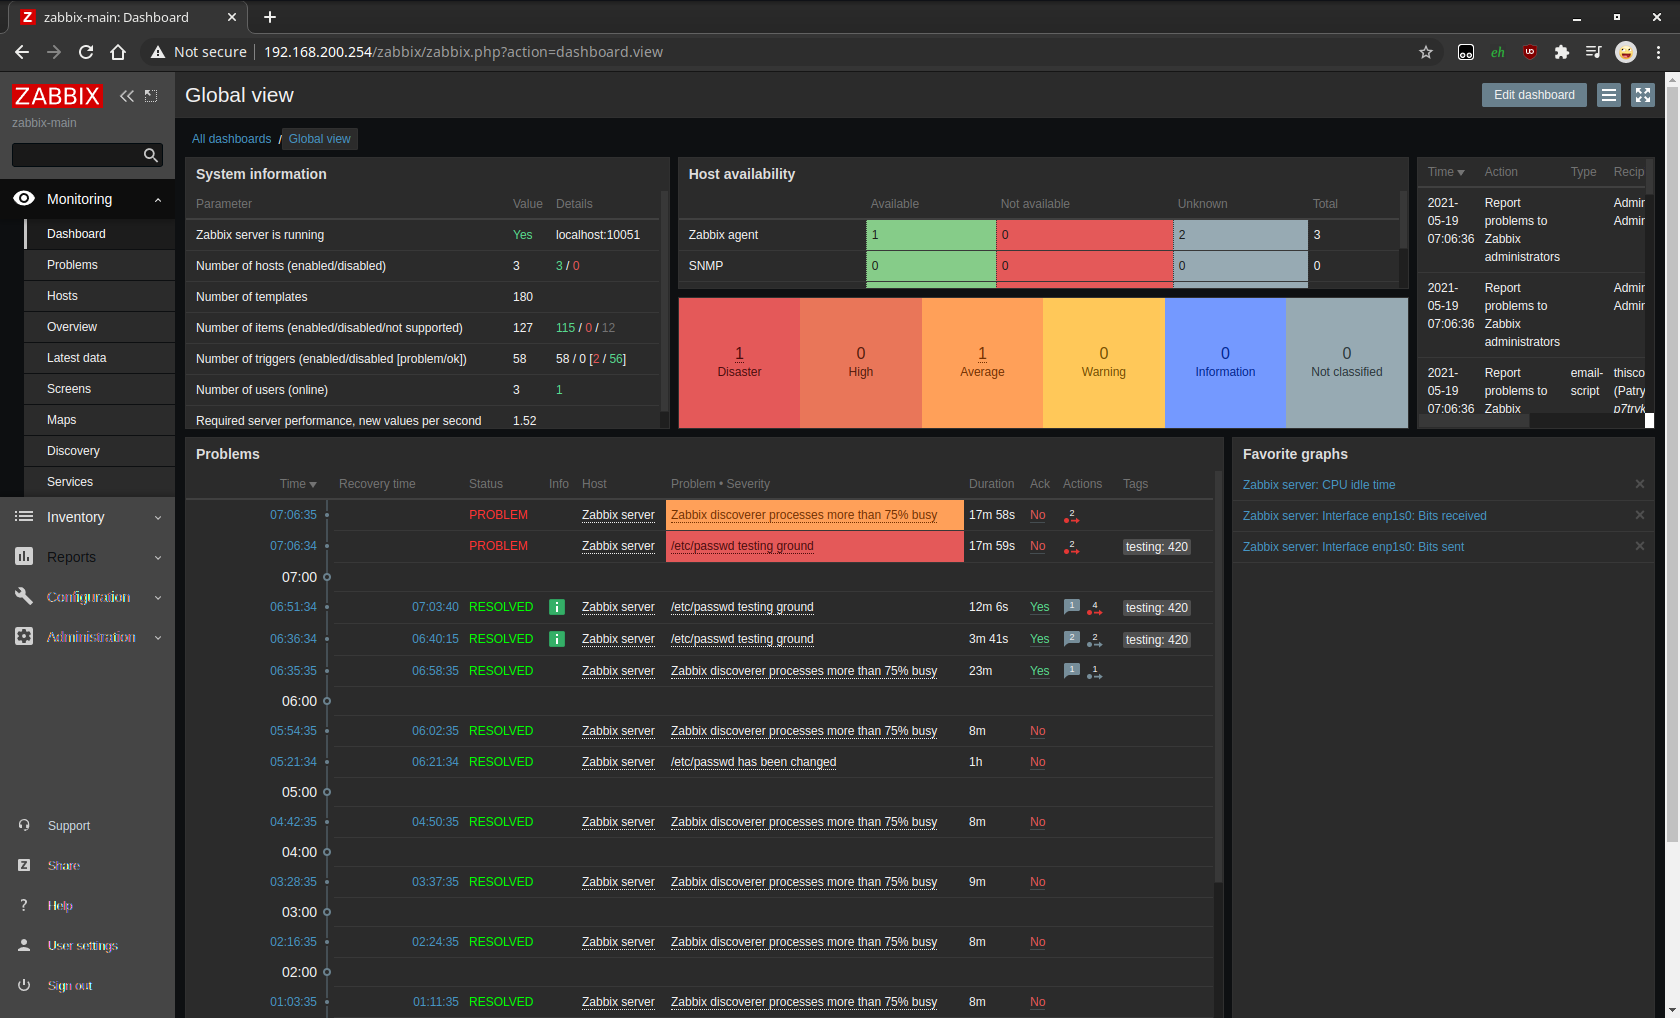 zabbix-main: Dashboard
Not secure 192.168.200.254/zabbix/zabbix.php?action=dashboard.view
eh
ZABBIX
zabbix-main
Monitoring
Dashboard
Problems
Hosts
Overview
Latest data
Screens
Maps
Discovery
Services
Inventory
Reports
Configuration
Administration
Support
Share
Help
User settings
Sign out
Global view
Edit dashboard
All dashboards / Global view
System information
Parameter Value Details
Zabbix server is running Yes localhost:10051
Number of hosts (enabled/disabled) 3 3 / 0
Number of templates 180
Number of items (enabled/disabled/not supported) 127 115 / 0 / 12
Number of triggers (enabled/disabled [problem/ok]) 58 58 / 0 [2 / 56]
Number of users (online) 3 1
Required server performance, new values per second 1.52
Host availability
Available Not available Unknown Total
Zabbix agent 1 0 2 3
SNMP 0 0 0 0
1 0 1 0 0 0
Disaster High Average Warning Information Not classified
Time Action Type Recip
2021- Report Admir
05-19 problems to Admir
07:06:36 Zabbix
administrators
2021- Report Admir
05-19 problems to Admir
07:06:36 Zabbix
administrators
2021- Report email- thisco
05-19 problems to script (Patry
07:06:36 Zabbix p7tryk
Problems
Time Recovery time Status Info Host Problem • Severity Duration Ack Actions Tags
07:06:35 PROBLEM Zabbix server Zabbix discoverer processes more than 75% busy 17m 58s No 2
07:06:34 PROBLEM Zabbix server /etc/passwd testing ground 17m 59s No 2 testing: 420
07:00
06:51:34 07:03:40 RESOLVED i Zabbix server /etc/passwd testing ground 12m 6s Yes 1 4 testing: 420
06:36:34 06:40:15 RESOLVED i Zabbix server /etc/passwd testing ground 3m 41s Yes 2 2 testing: 420
06:35:35 06:58:35 RESOLVED Zabbix server Zabbix discoverer processes more than 75% busy 23m Yes 1 1
06:00
05:54:35 06:02:35 RESOLVED Zabbix server Zabbix discoverer processes more than 75% busy 8m No
05:21:34 06:21:34 RESOLVED Zabbix server /etc/passwd has been changed 1h No
05:00
04:42:35 04:50:35 RESOLVED Zabbix server Zabbix discoverer processes more than 75% busy 8m No
04:00
03:28:35 03:37:35 RESOLVED Zabbix server Zabbix discoverer processes more than 75% busy 9m No
03:00
02:16:35 02:24:35 RESOLVED Zabbix server Zabbix discoverer processes more than 75% busy 8m No
02:00
01:03:35 01:11:35 RESOLVED Zabbix server Zabbix discoverer processes more than 75% busy 8m No
Favorite graphs
Zabbix server: CPU idle time
Zabbix server: Interface enp1s0: Bits received
Zabbix server: Interface enp1s0: Bits sent